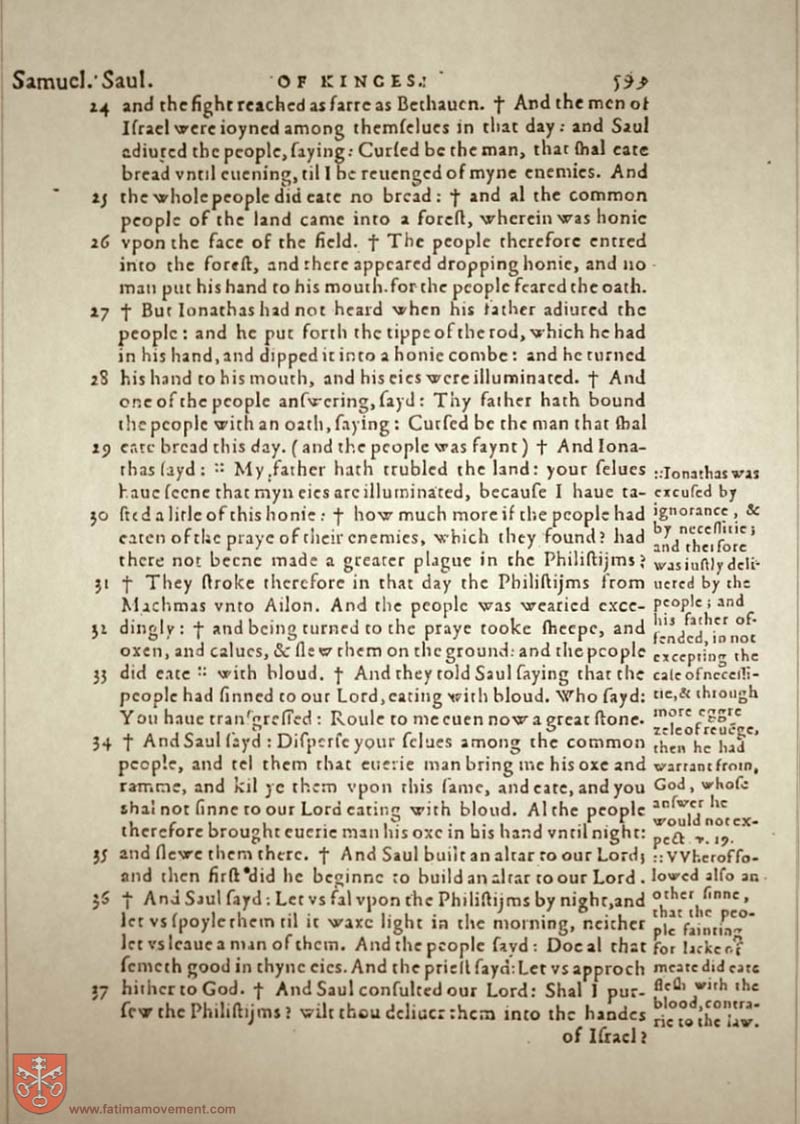 Samuel. Saul. OF KINGES. 599
24 and the fight reached as farre as Bethauen. † And the men of
Iſrael were ioyned among themſelues in that day: and Saul
adiured the people, ſaying: Curſed be the man, that ſhal eate
bread vntil euening, til I be reuenged of myne enemies. And
25 the whole people did eate no bread: † and al the common
people of the land came into a foreſt, wherein was honie
26 vpon the face of the field. † The people therefore entred
into the foreſt, and there appeared dropping honie, and no
man put his hand to his mouth. for the people feared the oath.
27 † But Ionathas had not heard when his father adiured the
people: and he put forth the tippe of the rod, which he had
in his hand, and dipped it into a honie combe: and he turned
28 his hand to his mouth, and his eies were illuminated. † And
one of the people anſwering, ſayd: Thy father hath bound
the people with an oath, ſaying: Curſed be the man that ſhal
29 eate bread this day. (and the people was faynt) † And Iona-
thas ſayd: :: My father hath trubled the land: your ſelues
haue ſeene that myn eies are illuminated, becauſe I haue ta-
30 ſted a litle of this honie: † how much more if the people had
eaten of the praye of their enemies, which they found? had
there not beene made a greater plague in the Philiſtijms?
31 † They ſtroke therefore in that day the Philiſtijms from
Machmas vnto Ailon. And the people was wearied exce-
32 dingly: † and being turned to the praye tooke ſheepe, and
oxen, and calues, & ſlew them on the ground: and the people
33 did eate :: with bloud. † And they told Saul ſaying that the
people had ſinned to our Lord, eating with bloud. Who ſayd:
You haue tranſgreſſed: Roule to me euen now a great ſtone.
34 † And Saul ſayd: Diſperſe your ſelues among the common
people, and tel them that euerie man bring me his oxe and
ramme, and kil ye them vpon this ſame, and eate, and you
shal not ſinne to our Lord eating with bloud. Al the people
therefore brought euerie man his oxe in his hand vntil night:
35 and ſlewe them there. † And Saul built an altar to our Lord;
and then firſt did he beginne to build an altar to our Lord.
36 † And Saul ſayd: Let vs fal vpon the Philiſtijms by night, and
let vs ſpoyle them til it waxe light in the morning, neither
let vs leaue a man of them. And the people ſayd: Doe al that
ſemeth good in thyne eies. And the prieſt ſayd: Let vs approch
37 hither to God. † And Saul conſulted our Lord: Shal I pur-
ſew the Philiſtijms? wilt thou deliuer them into the handes
of Iſrael?
:: Ionathas was
excuſed by
ignorance, &
by neceſſitie;
and therfore
was iuſtly deli-
uered by the
people; and
his father of-
fended, in not
excepting the
caſe of neceſſi-
tie, & through
more eggre
zele of reuēge,
then he had
warrant from,
God, whoſe
anſwer he
would not ex-
pect v. 19.
:: VVherof fo-
lowed alſo an
other ſinne,
that the peo-
ple fainting
for lacke of
meate did eate
fleſh with the
blood, contra-
rie to the law.
www.fatimamovement.com